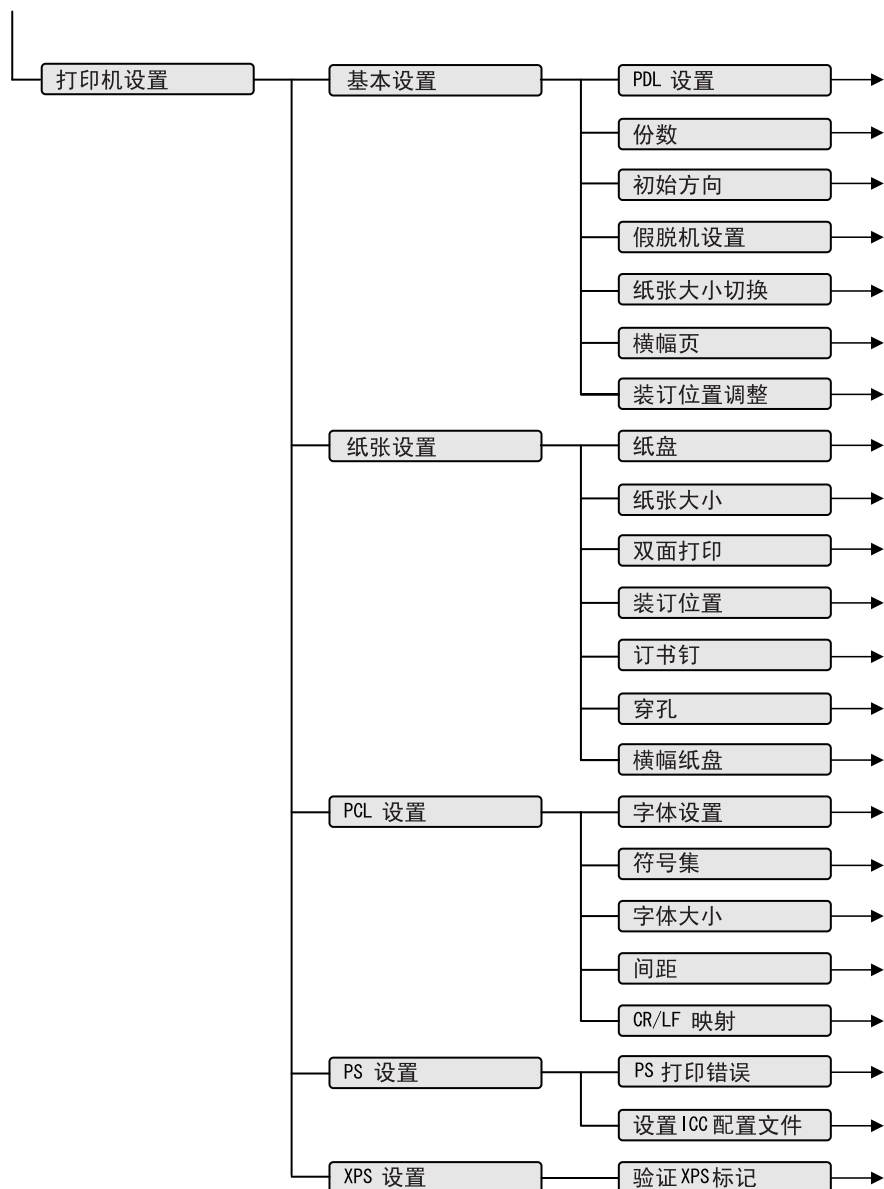 打印机设置
基本设置
PDL 设置
份数
初始方向
假脱机设置
纸张大小切换
横幅页
装订位置调整
纸张设置
纸盘
纸张大小
双面打印
装订位置
订书钉
穿孔
横幅纸盘
PCL 设置
字体设置
符号集
字体大小
间距
CR/LF 映射
PS 设置
PS 打印错误
设置ICC配置文件
XPS 设置
验证XPS标记